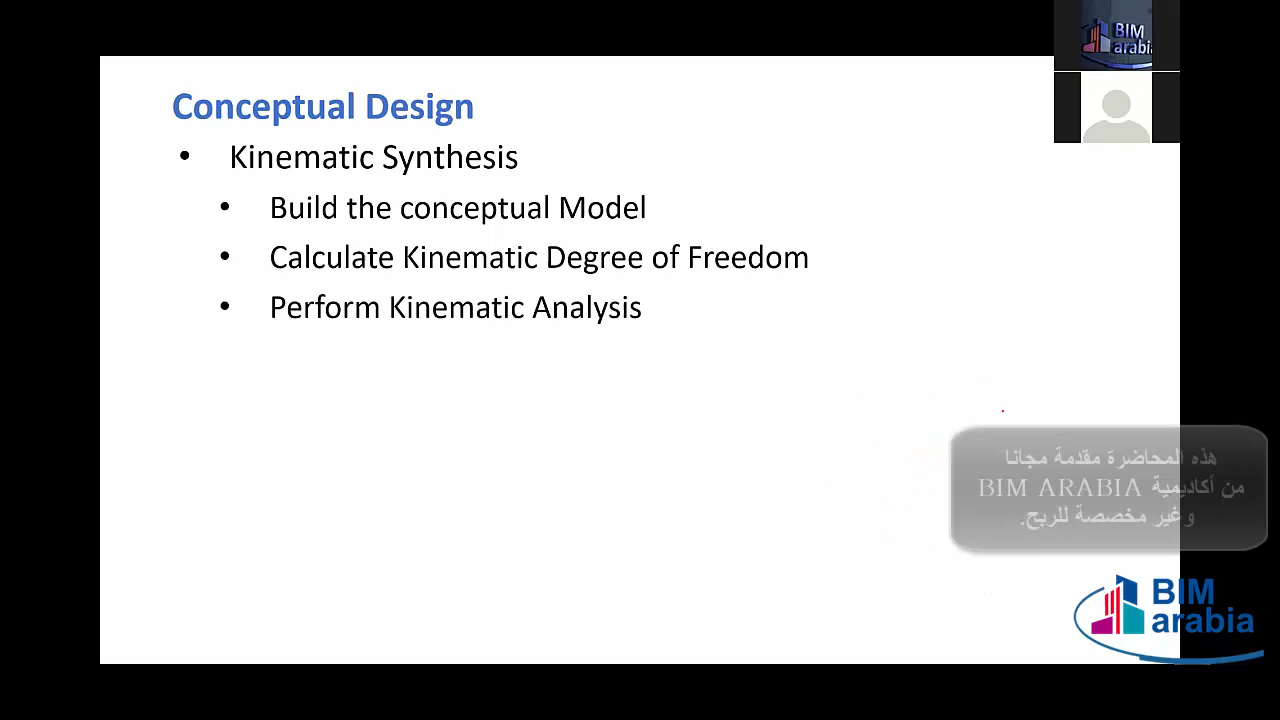 BIM
arabia
Conceptual Design
• Kinematic Synthesis
• Build the conceptual Model
• Calculate Kinematic Degree of Freedom
• Perform Kinematic Analysis
هذه المحاضرة مقدمة مجانا
من أكاديمية BIM ARABIA
وغير مخصصة للربح.
BIM
arabia